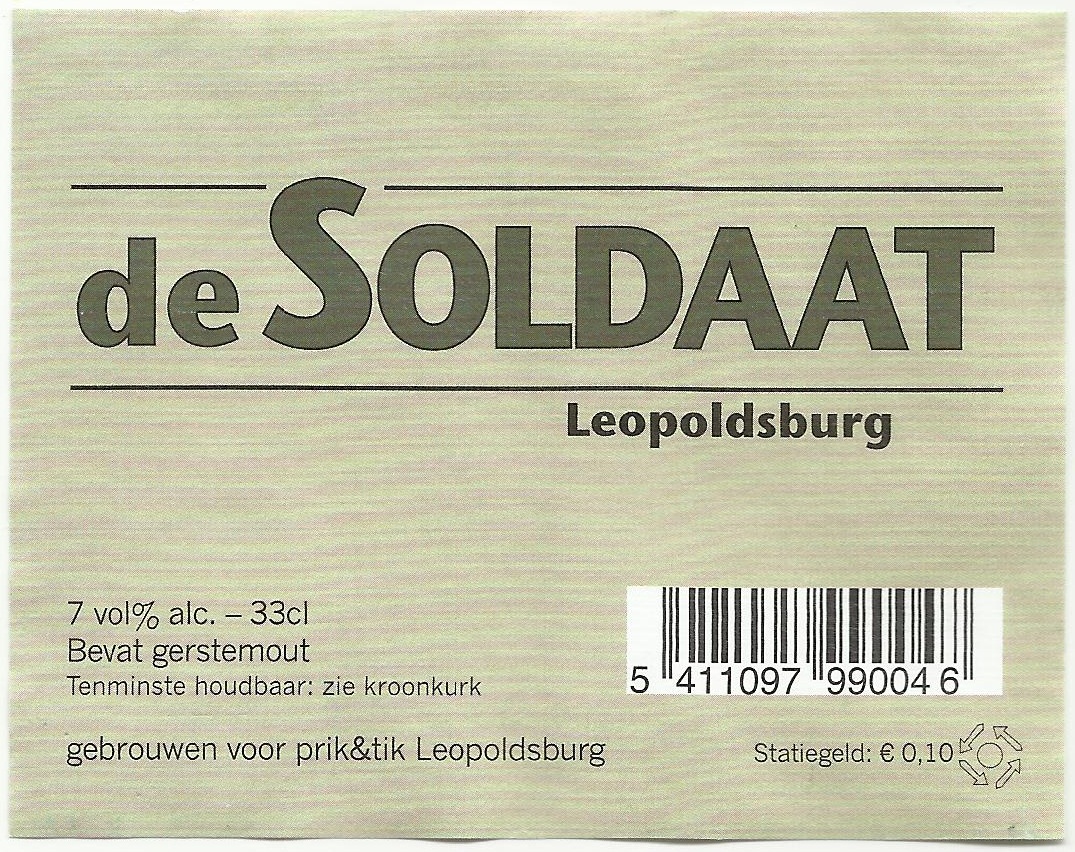 de SOLDAAT
Leopoldsburg
7 vol% alc. – 33cl
Bevat gerstemout
Tenminste houdbaar: zie kroonkurk
gebrouwen voor prik&tik Leopoldsburg
5 411097 990046
Statiegeld: € 0,10